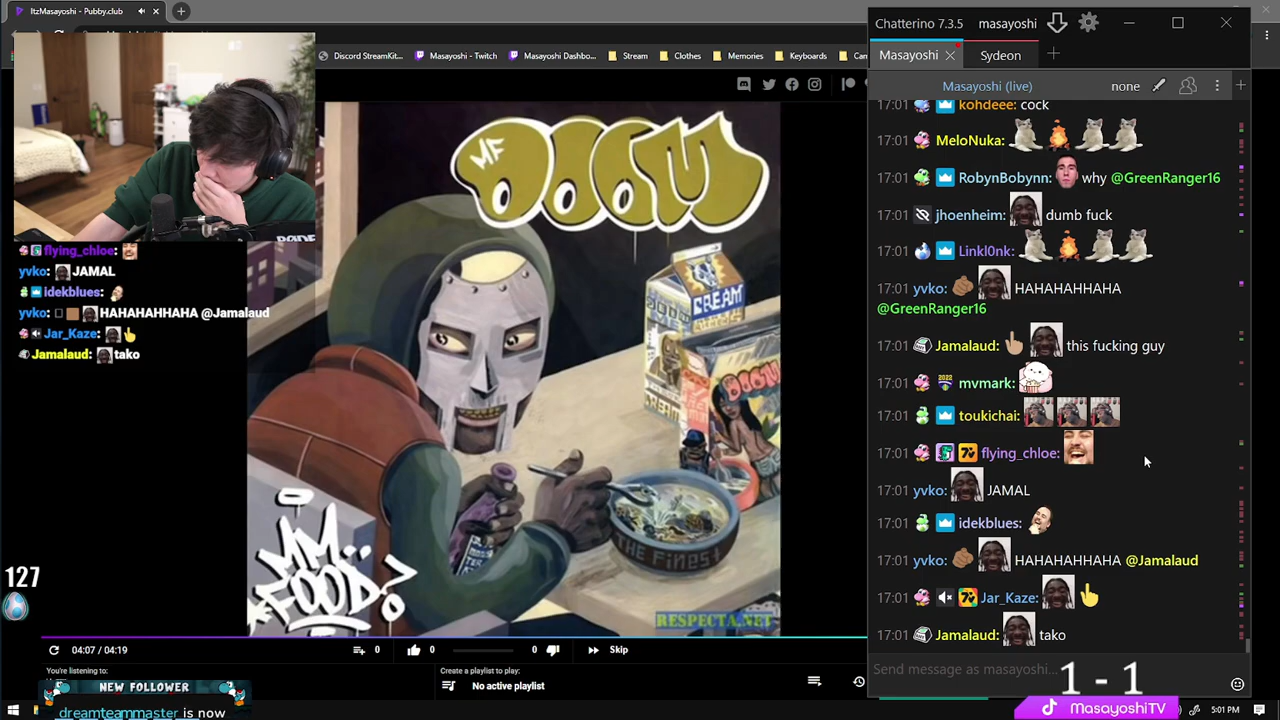 ItzMasayoshi - Pubby.club
Discord StreamKit...
Masayoshi - Twitch
Masayoshi Dashbo...
Stream
Clothes
Memories
Keyboards
MF
DOOM
CREAM
DOOM
THE FINEST
MM..
FOOD?
RESPECTA.NET
flying_chloe:
yvko: JAMAL
idekblues:
yvko: HAHAHAHHAHA @Jamalaud
Jar_Kaze:
Jamalaud: tako
127
04:07 / 04:19
0
0
0
Skip
You're listening to:
Create a playlist to play:
No active playlist
NEW FOLLOWER
dreamteammaster is now
Chatterino 7.3.5 masayoshi
Masayoshi
Sydeon
Masayoshi (live) none
17:01 kohdeee: cock
17:01 MeloNuka:
17:01 RobynBobynn: why @GreenRanger16
17:01 jhoenheim: dumb fuck
17:01 Linkl0nk:
17:01 yvko: HAHAHAHHAHA
@GreenRanger16
17:01 Jamalaud: this fucking guy
17:01 mvmark:
17:01 toukichai:
17:01 flying_chloe:
17:01 yvko: JAMAL
17:01 idekblues:
17:01 yvko: HAHAHAHHAHA @Jamalaud
17:01 Jar_Kaze:
17:01 Jamalaud: tako
Send message as masayoshi...
1 - 1
MasayoshiTV
5:01 PM